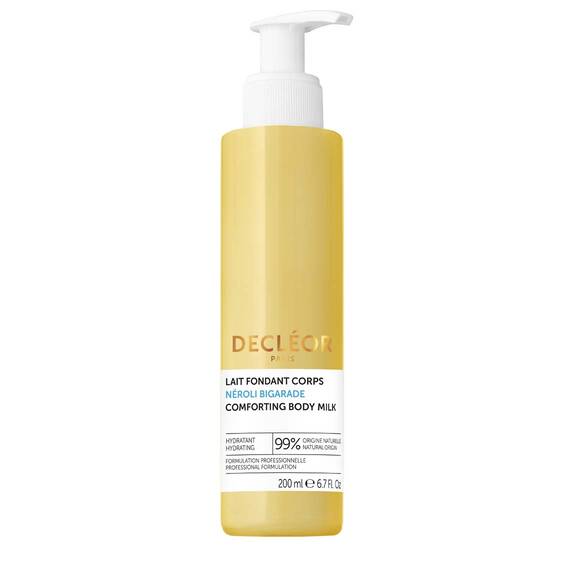 DECLÉOR
PARIS
LAIT FONDANT CORPS
NÉROLI BIGARADE
COMFORTING BODY MILK
HYDRATANT
HYDRATING
99%
ORIGINE NATURELLE
NATURAL ORIGIN
FORMULATION PROFESSIONNELLE
PROFESSIONAL FORMULATION
200 ml ℮ 6.7 Fl. Oz